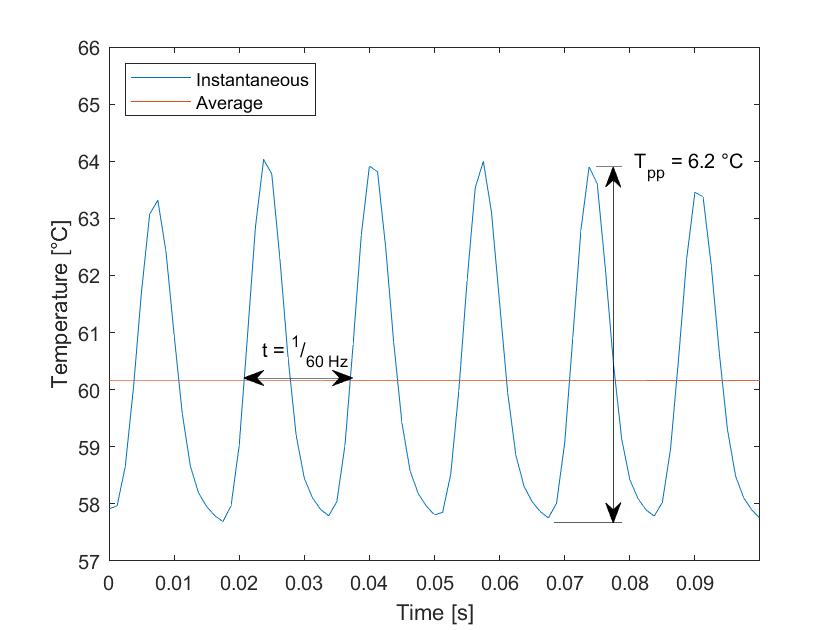 66
65
64
63
62
61
60
59
58
57
Temperature [°C]
Instantaneous
Average
Tpp = 6.2 °C
t = 1/60 Hz
0 0.01 0.02 0.03 0.04 0.05 0.06 0.07 0.08 0.09
Time [s]